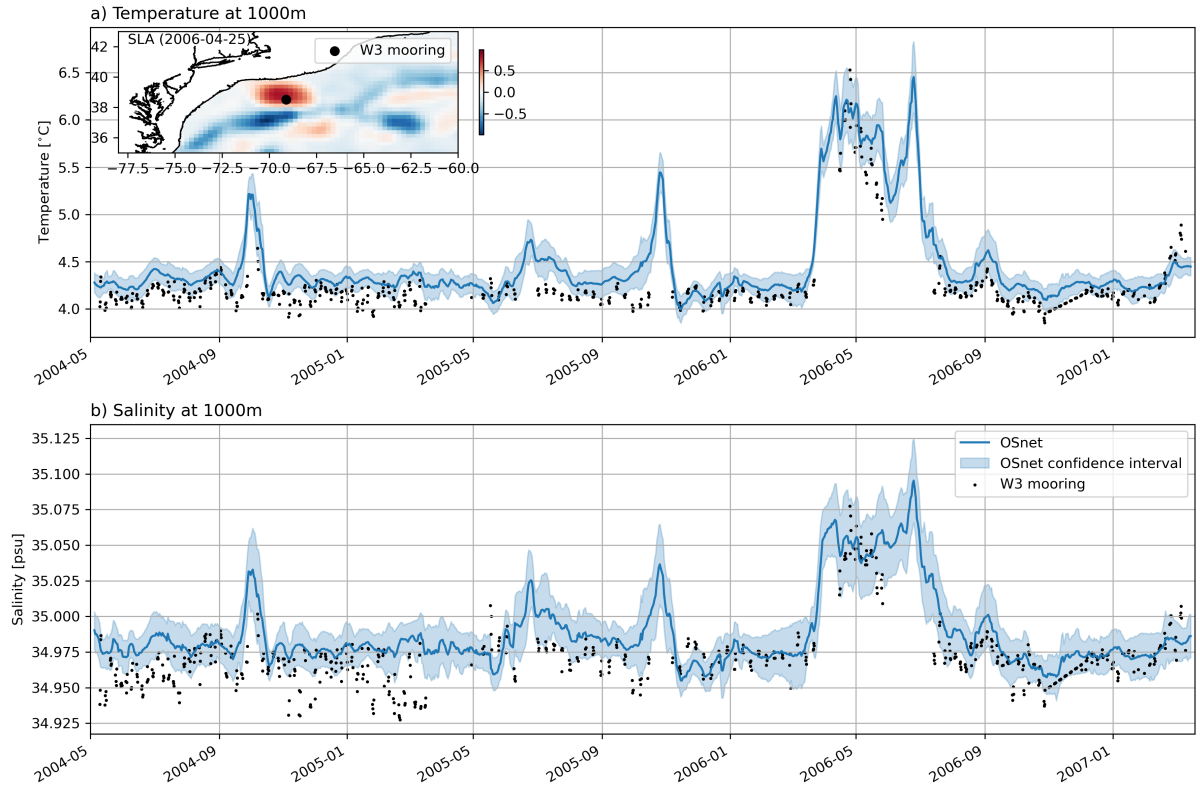 a) Temperature at 1000m
SLA (2006-04-25)
W3 mooring
42
40
38
36
−77.5 −75.0 −72.5 −70.0 −67.5 −65.0 −62.5 −60.0
0.5
0.0
−0.5
Temperature [°C]
6.5
6.0
5.5
5.0
4.5
4.0
2004-05 2004-09 2005-01 2005-05 2005-09 2006-01 2006-05 2006-09 2007-01
b) Salinity at 1000m
OSnet
OSnet confidence interval
W3 mooring
Salinity [psu]
35.125
35.100
35.075
35.050
35.025
35.000
34.975
34.950
34.925
2004-05 2004-09 2005-01 2005-05 2005-09 2006-01 2006-05 2006-09 2007-01